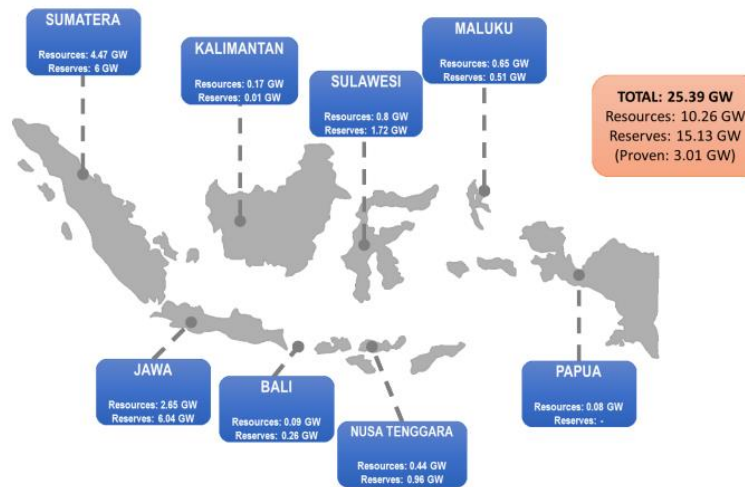 SUMATERA
Resources: 4.47 GW
Reserves: 6 GW
KALIMANTAN
Resources: 0.17 GW
Reserves: 0.01 GW
SULAWESI
Resources: 0.8 GW
Reserves: 1.72 GW
MALUKU
Resources: 0.65 GW
Reserves: 0.51 GW
TOTAL: 25.39 GW
Resources: 10.26 GW
Reserves: 15.13 GW
(Proven: 3.01 GW)
JAWA
Resources: 2.65 GW
Reserves: 6.04 GW
BALI
Resources: 0.09 GW
Reserves: 0.26 GW
NUSA TENGGARA
Resources: 0.44 GW
Reserves: 0.96 GW
PAPUA
Resources: 0.08 GW
Reserves: -